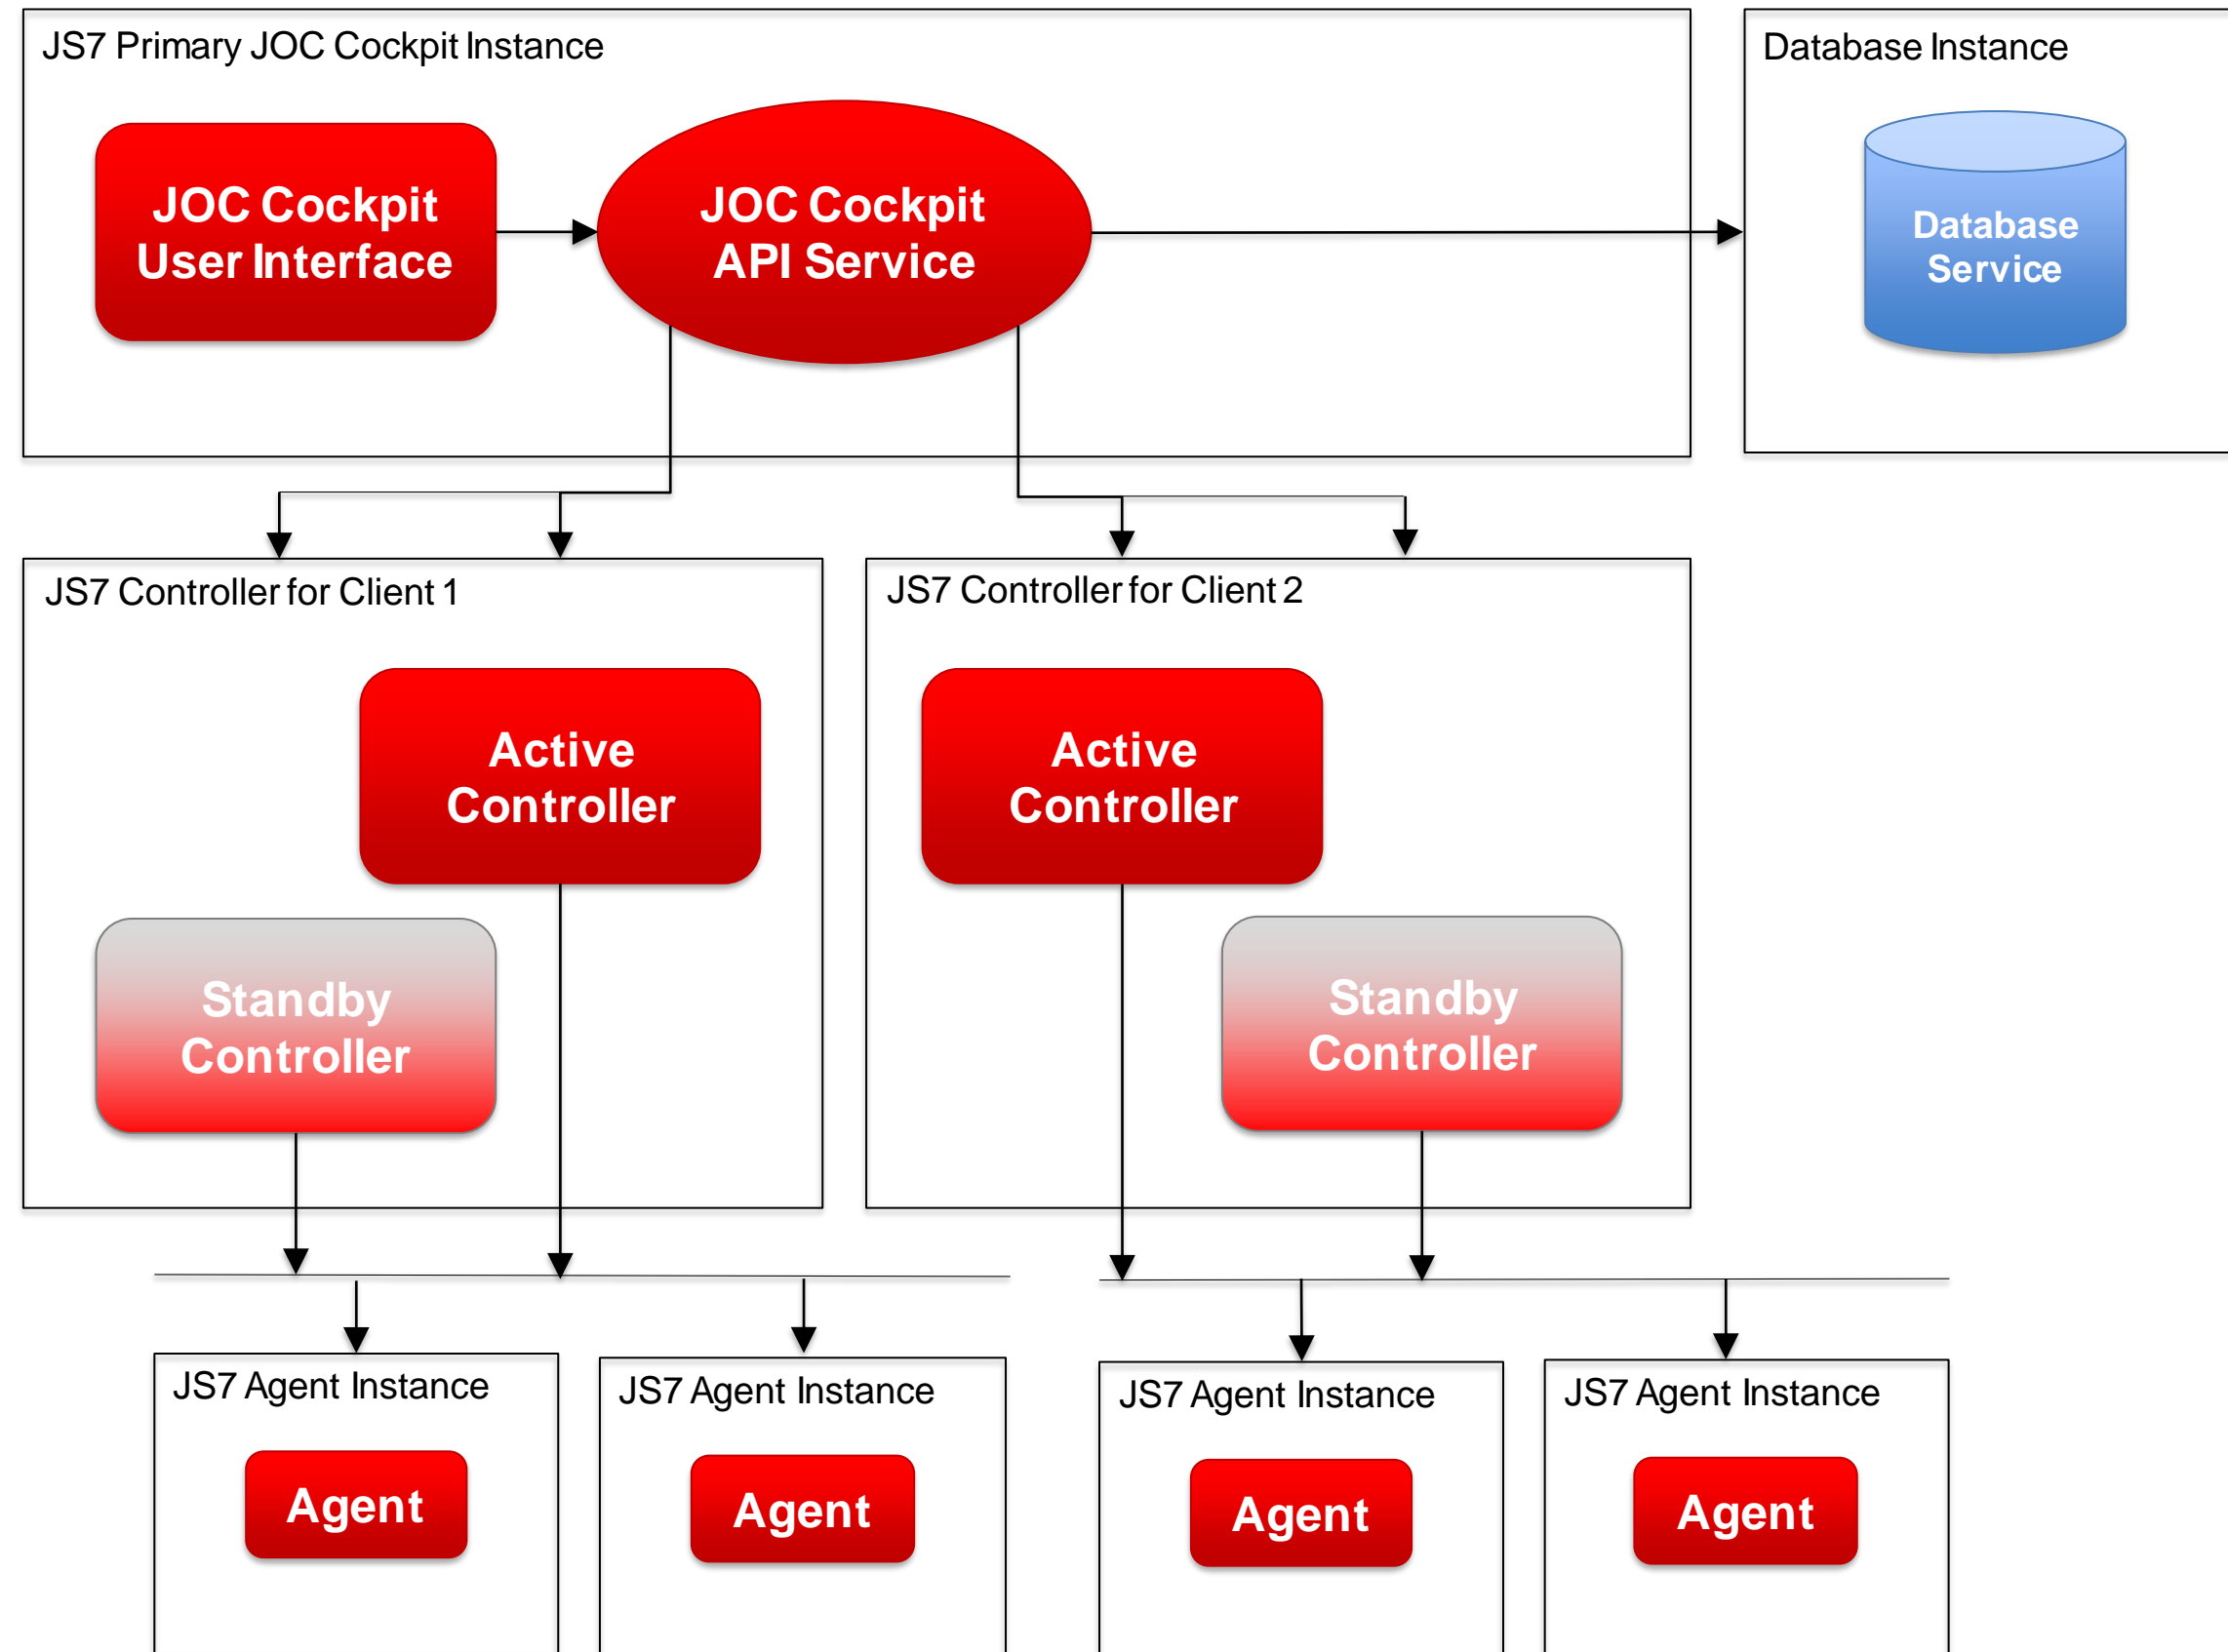 JS7 Primary JOC Cockpit Instance
Database Instance
JOC Cockpit
User Interface
JOC Cockpit
API Service
Database
Service
JS7 Controller for Client 1
JS7 Controller for Client 2
Active
Controller
Active
Controller
Standby
Controller
Standby
Controller
JS7 Agent Instance
JS7 Agent Instance
JS7 Agent Instance
JS7 Agent Instance
Agent
Agent
Agent
Agent